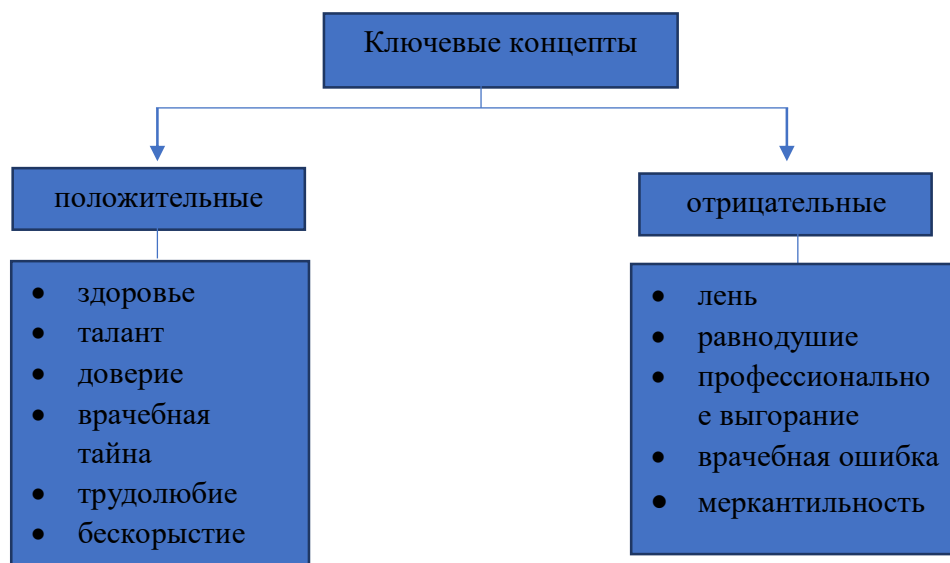 Ключевые концепты
положительные
• здоровье
• талант
• доверие
• врачебная
тайна
• трудолюбие
• бескорыстие
отрицательные
• лень
• равнодушие
• профессионально
е выгорание
• врачебная ошибка
• меркантильность